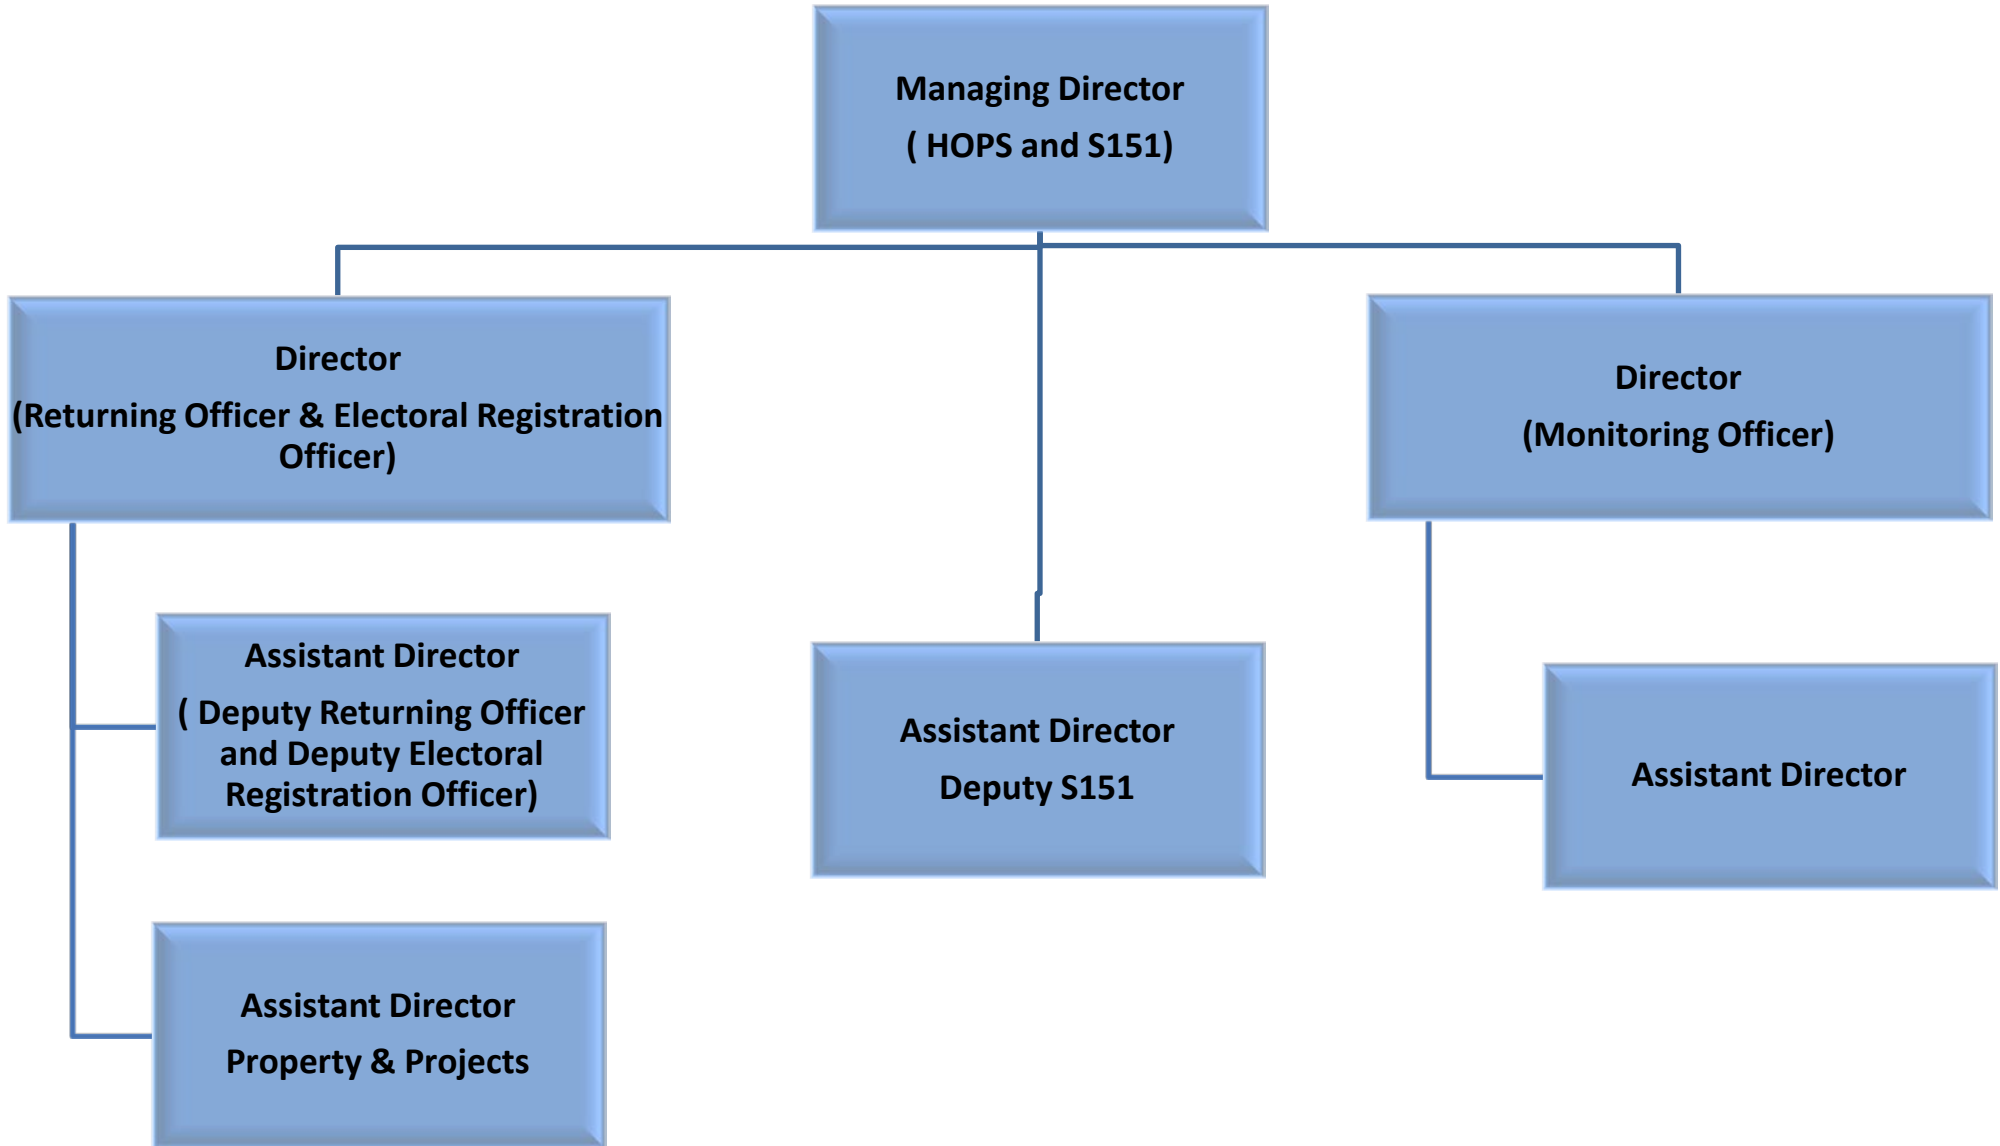 Managing Director
( HOPS and S151)
Director
(Returning Officer & Electoral Registration
Officer)
Director
(Monitoring Officer)
Assistant Director
( Deputy Returning Officer
and Deputy Electoral
Registration Officer)
Assistant Director
Deputy S151
Assistant Director
Assistant Director
Property & Projects